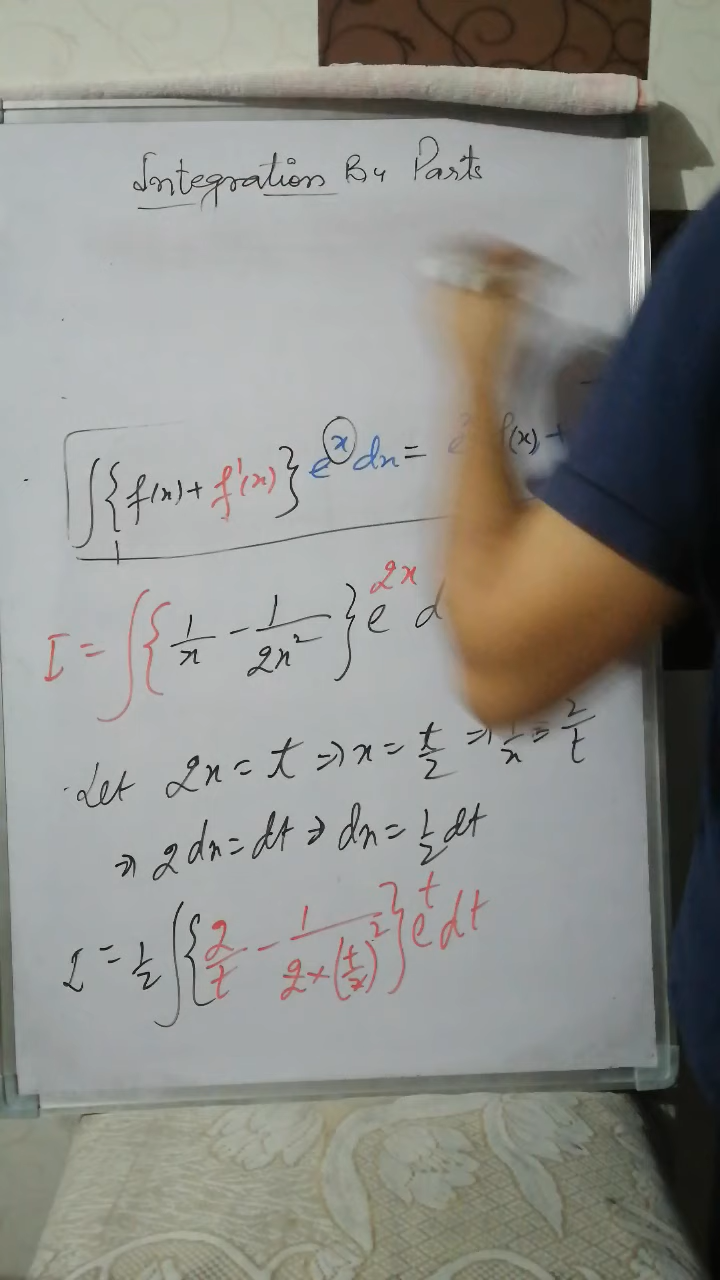 Integration By Parts
∫{f(x) + f'(x)} e^x dx = e f(x) +
I = ∫{1/x - 1/2x²} e^2x d
Let 2x = t ⇒ x = t/2 ⇒ 1/x = 2/t
⇒ 2dx = dt ⇒ dx = 1/2 dt
I = 1/2 ∫{2/t - 1/2×(t/2)²} e^t dt